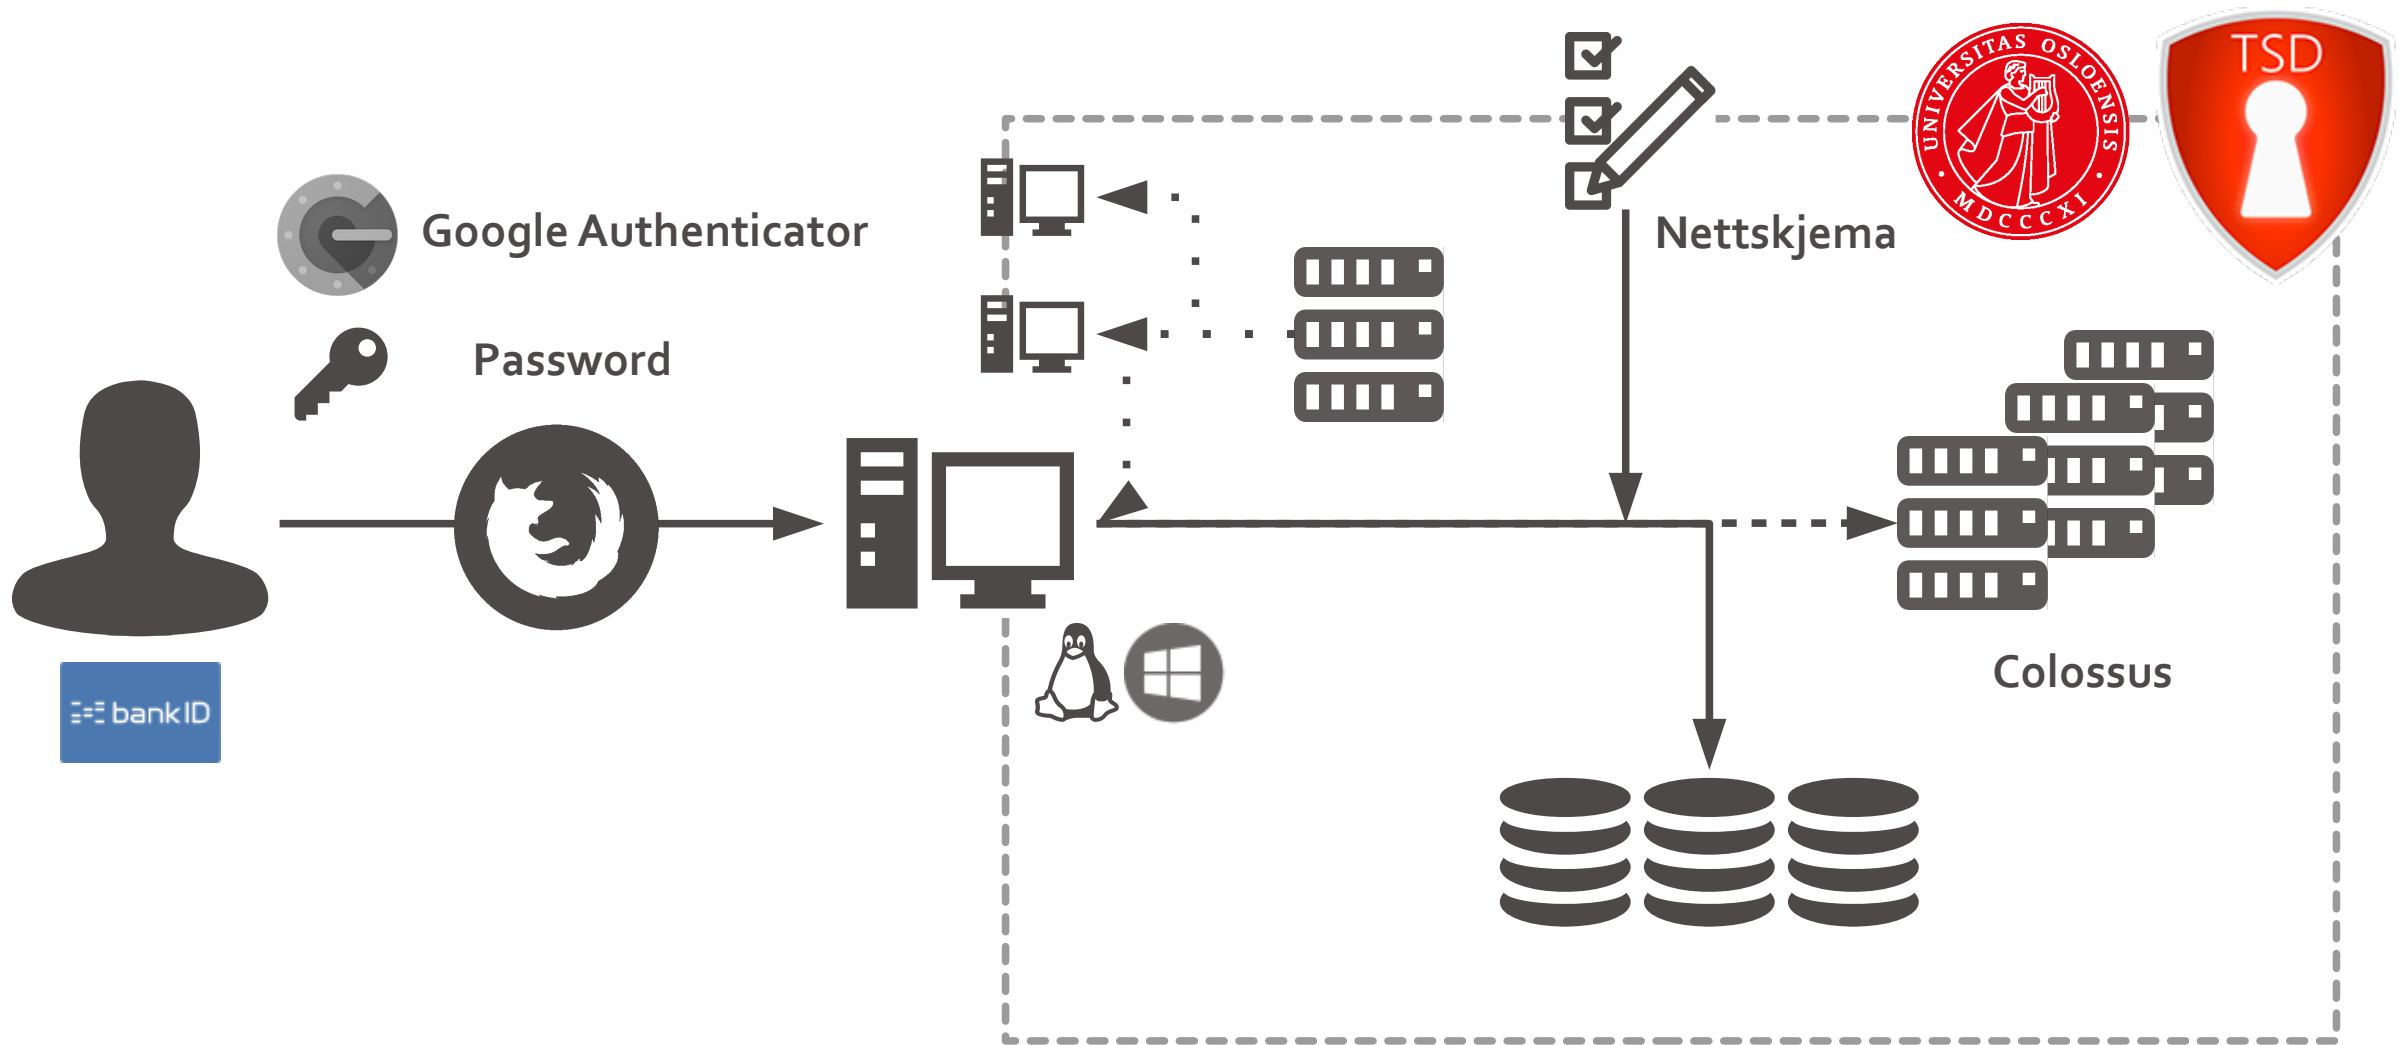 UNIVERSITAS OSLOENSIS
MDCCCXI
TSD
Google Authenticator
Nettskjema
Password
bankID
Colossus